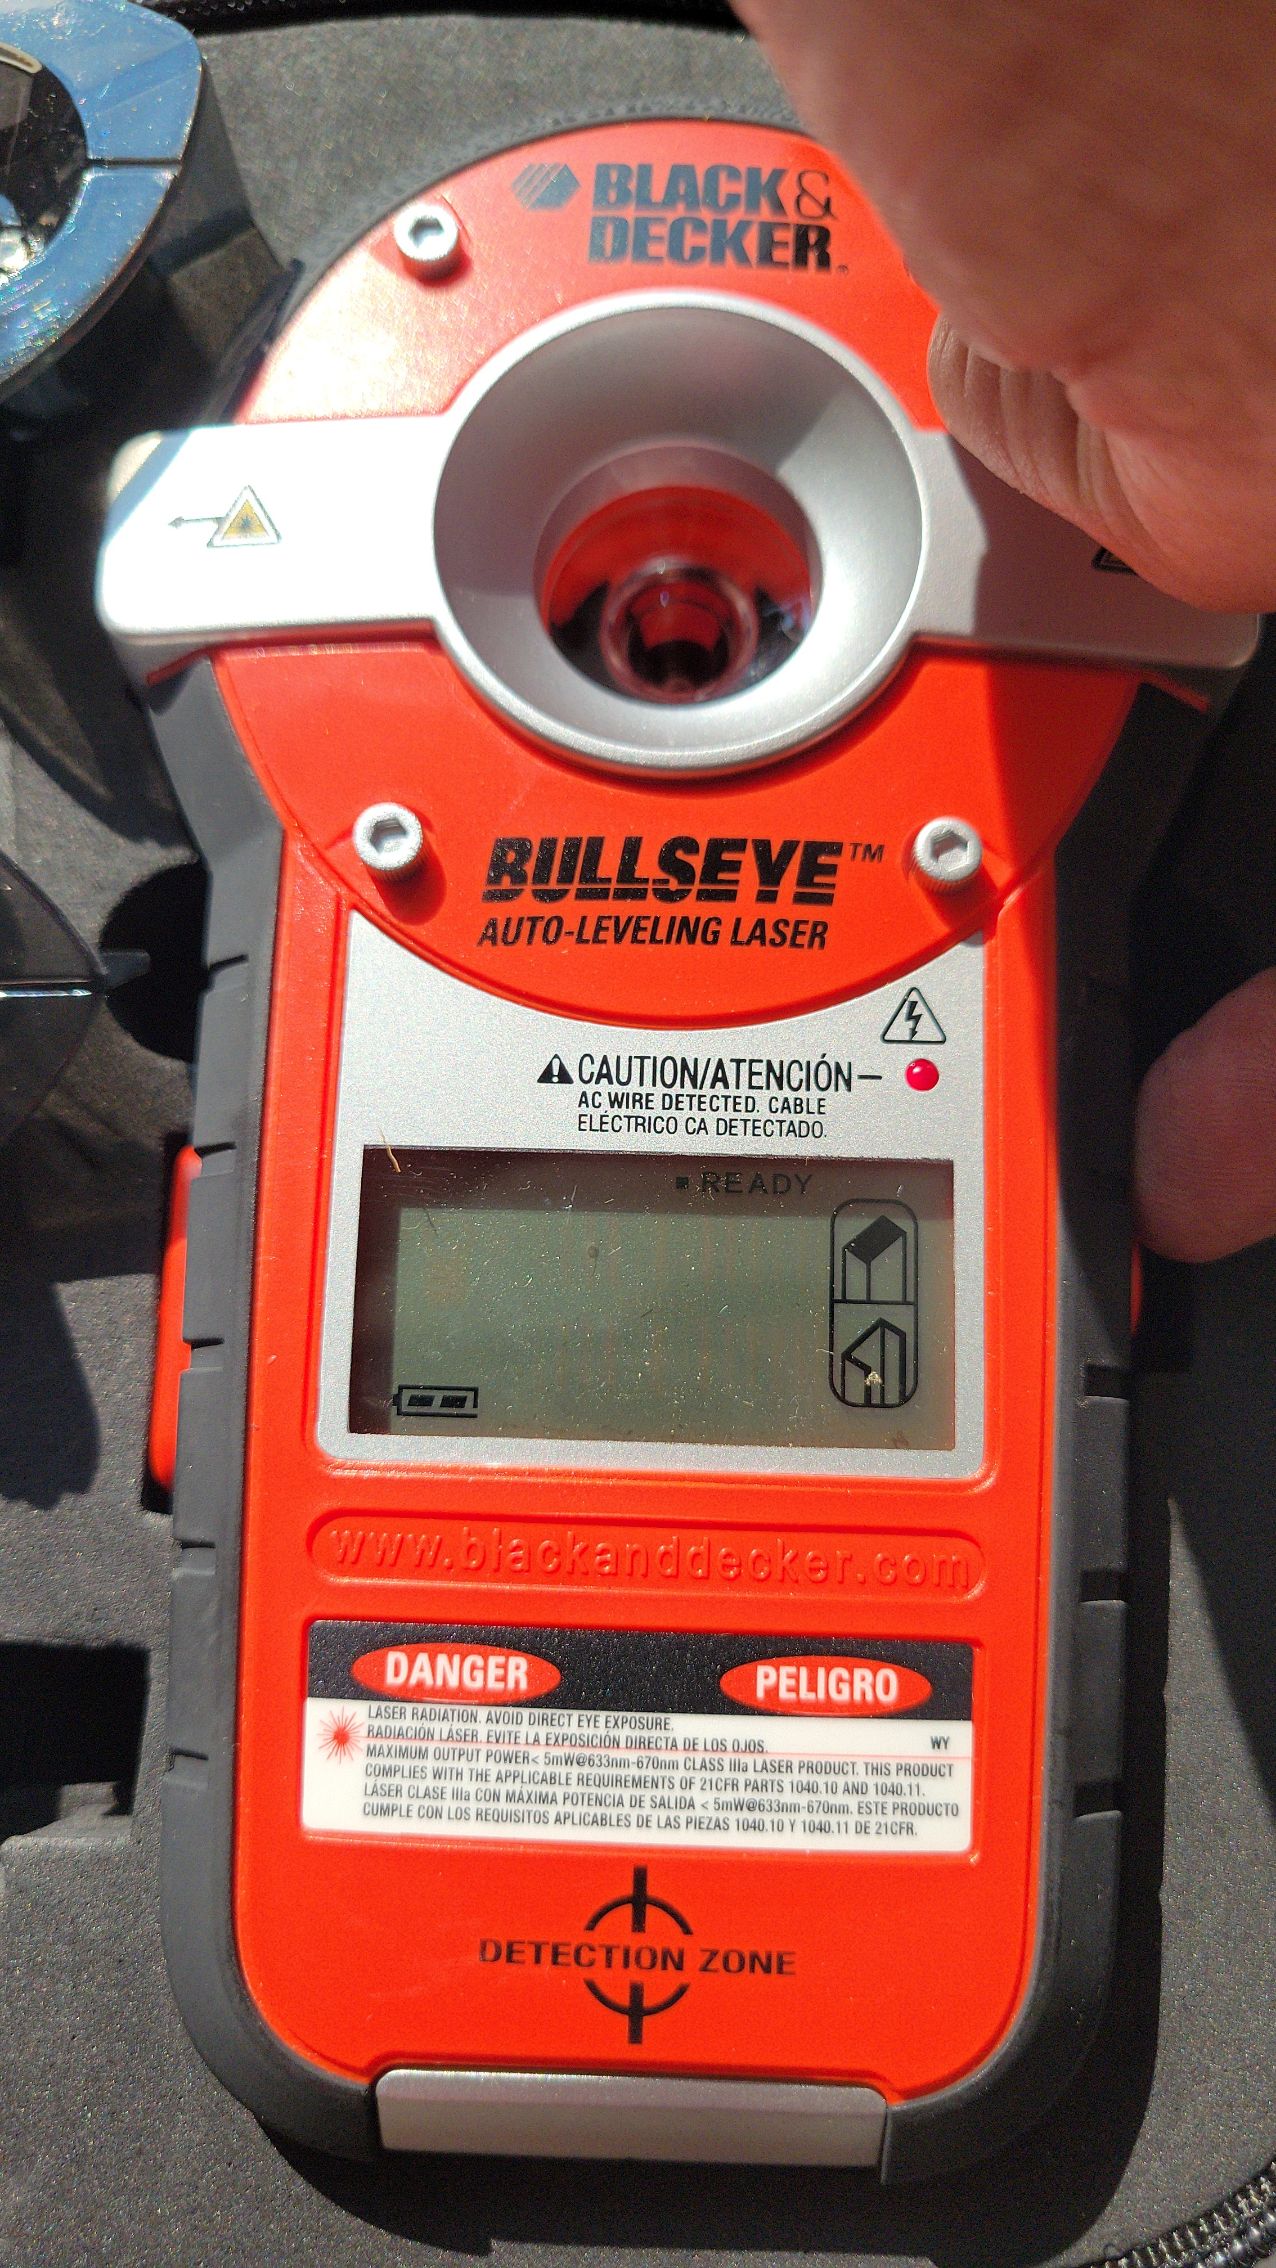 BLACK&
DECKER®
BULLSEYE™
AUTO-LEVELING LASER
CAUTION/ATENCIÓN–
AC WIRE DETECTED. CABLE
ELÉCTRICO CA DETECTADO.
READY
www.blackanddecker.com
DANGER PELIGRO
LASER RADIATION. AVOID DIRECT EYE EXPOSURE.
RADIACIÓN LÁSER. EVITE LA EXPOSICIÓN DIRECTA DE LOS OJOS. WY
MAXIMUM OUTPUT POWER< 5mW@633nm-670nm CLASS IIIa LASER PRODUCT. THIS PRODUCT
COMPLIES WITH THE APPLICABLE REQUIREMENTS OF 21CFR PARTS 1040.10 AND 1040.11.
LÁSER CLASE IIIa CON MÁXIMA POTENCIA DE SALIDA < 5mW@633nm-670nm. ESTE PRODUCTO
CUMPLE CON LOS REQUISITOS APLICABLES DE LAS PIEZAS 1040.10 Y 1040.11 DE 21CFR.
DETECTION ZONE